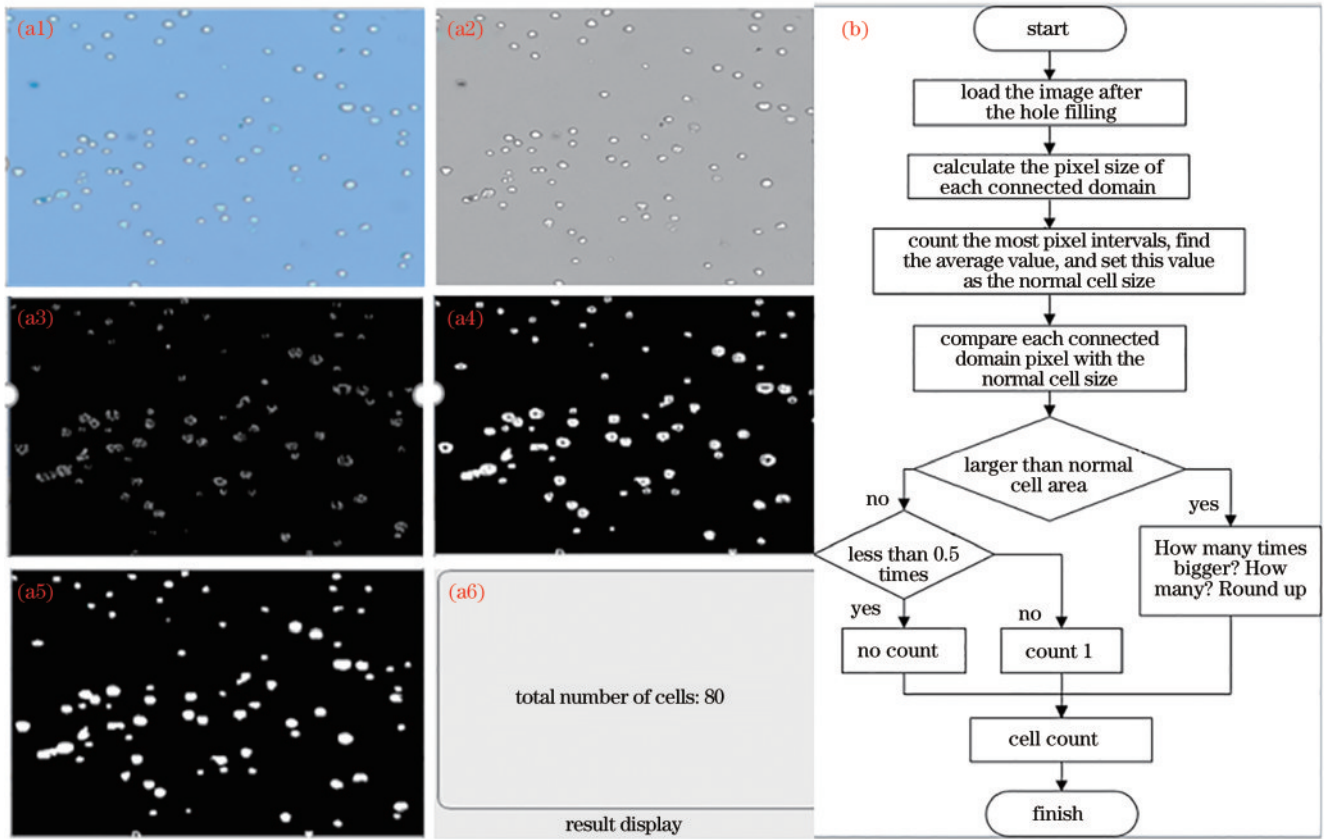 (a1)
(a2)
(a3)
(a4)
(a5)
(a6)
total number of cells: 80
result display
(b)
start
load the image after
the hole filling
calculate the pixel size of
each connected domain
count the most pixel intervals, find
the average value, and set this value
as the normal cell size
compare each connected
domain pixel with the
normal cell size
larger than normal
cell area
no
yes
less than 0.5
times
How many times
bigger? How
many? Round up
yes
no
no count
count 1
cell count
finish